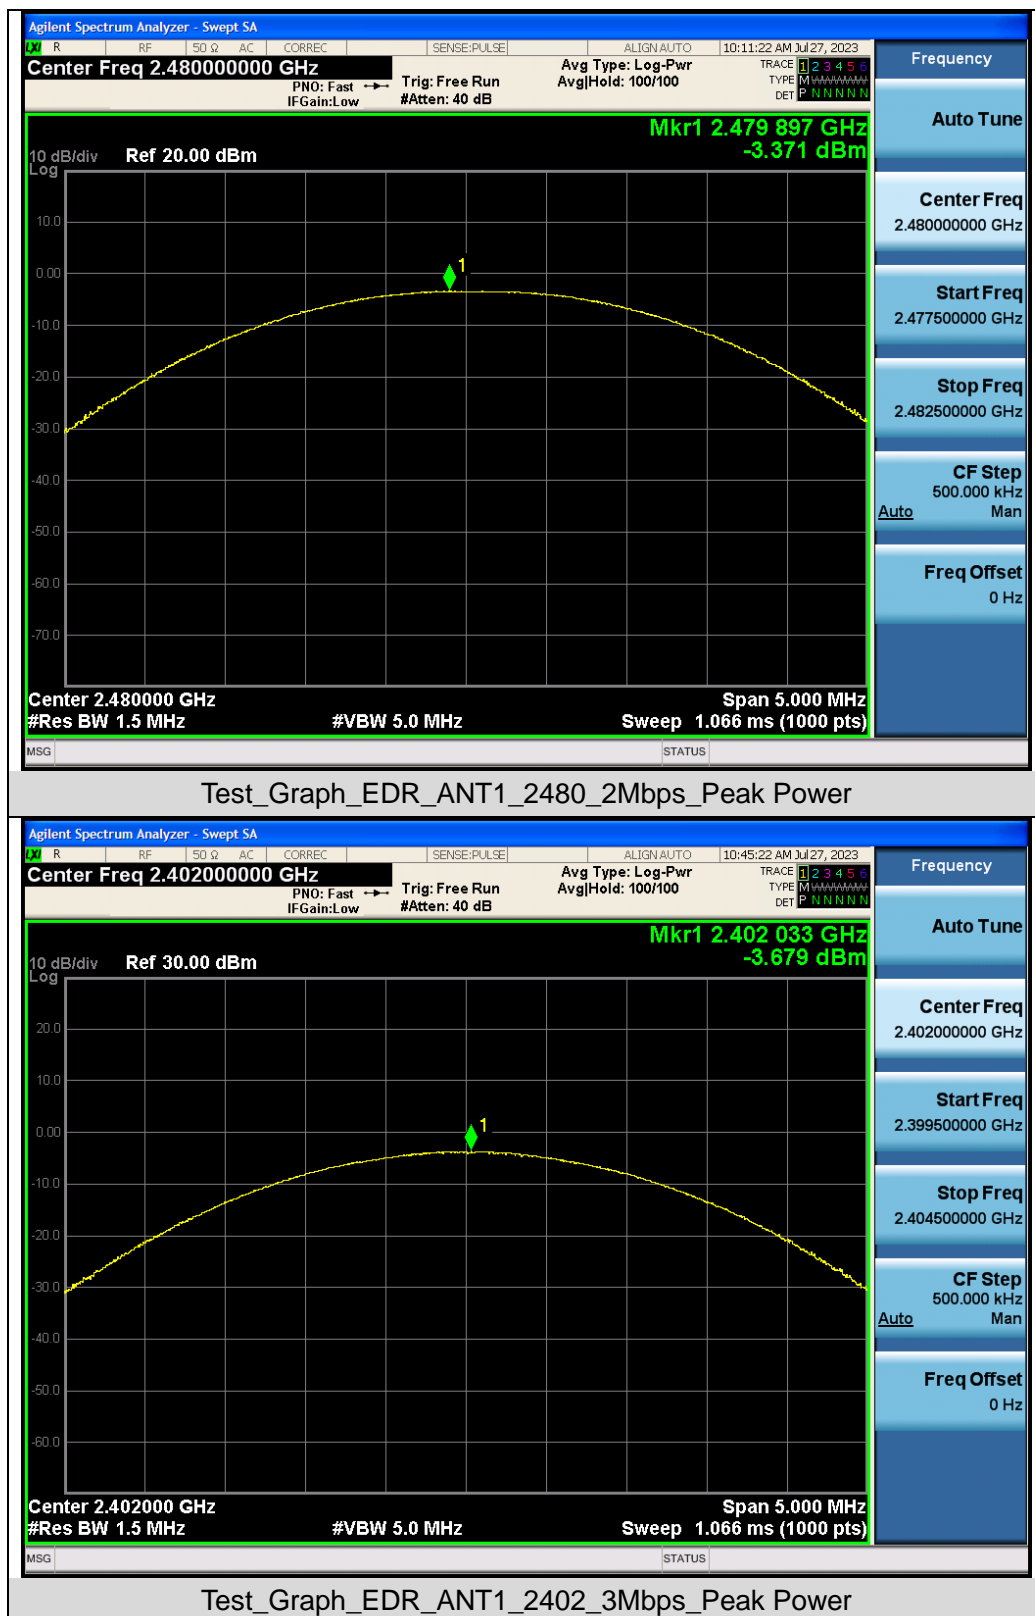 Agilent Spectrum Analyzer - Swept SA
LXI R RF 50 Ω AC CORREC SENSE:PULSE ALIGN AUTO 10:11:22 AM Jul 27, 2023
Center Freq 2.480000000 GHz
PNO: Fast
IFGain:Low
Trig: Free Run
#Atten: 40 dB
Avg Type: Log-Pwr
Avg|Hold: 100/100
TRACE 1 2 3 4 5 6
TYPE M WWWWW
DET P N N N N N
Mkr1 2.479 897 GHz
-3.371 dBm
10 dB/div
Log
Ref 20.00 dBm
10.0
0.00
-10.0
-20.0
-30.0
-40.0
-50.0
-60.0
-70.0
1
Center 2.480000 GHz
Span 5.000 MHz
#Res BW 1.5 MHz
#VBW 5.0 MHz
Sweep 1.066 ms (1000 pts)
MSG
STATUS
Frequency
Auto Tune
Center Freq
2.480000000 GHz
Start Freq
2.477500000 GHz
Stop Freq
2.482500000 GHz
CF Step
500.000 kHz
Auto Man
Freq Offset
0 Hz
Test_Graph_EDR_ANT1_2480_2Mbps_Peak Power
Agilent Spectrum Analyzer - Swept SA
LXI R RF 50 Ω AC CORREC SENSE:PULSE ALIGN AUTO 10:45:22 AM Jul 27, 2023
Center Freq 2.402000000 GHz
PNO: Fast
IFGain:Low
Trig: Free Run
#Atten: 40 dB
Avg Type: Log-Pwr
Avg|Hold: 100/100
TRACE 1 2 3 4 5 6
TYPE M WWWWW
DET P N N N N N
Mkr1 2.402 033 GHz
-3.679 dBm
10 dB/div
Log
Ref 30.00 dBm
20.0
10.0
0.00
-10.0
-20.0
-30.0
-40.0
-50.0
-60.0
1
Center 2.402000 GHz
Span 5.000 MHz
#Res BW 1.5 MHz
#VBW 5.0 MHz
Sweep 1.066 ms (1000 pts)
MSG
STATUS
Frequency
Auto Tune
Center Freq
2.402000000 GHz
Start Freq
2.399500000 GHz
Stop Freq
2.404500000 GHz
CF Step
500.000 kHz
Auto Man
Freq Offset
0 Hz
Test_Graph_EDR_ANT1_2402_3Mbps_Peak Power